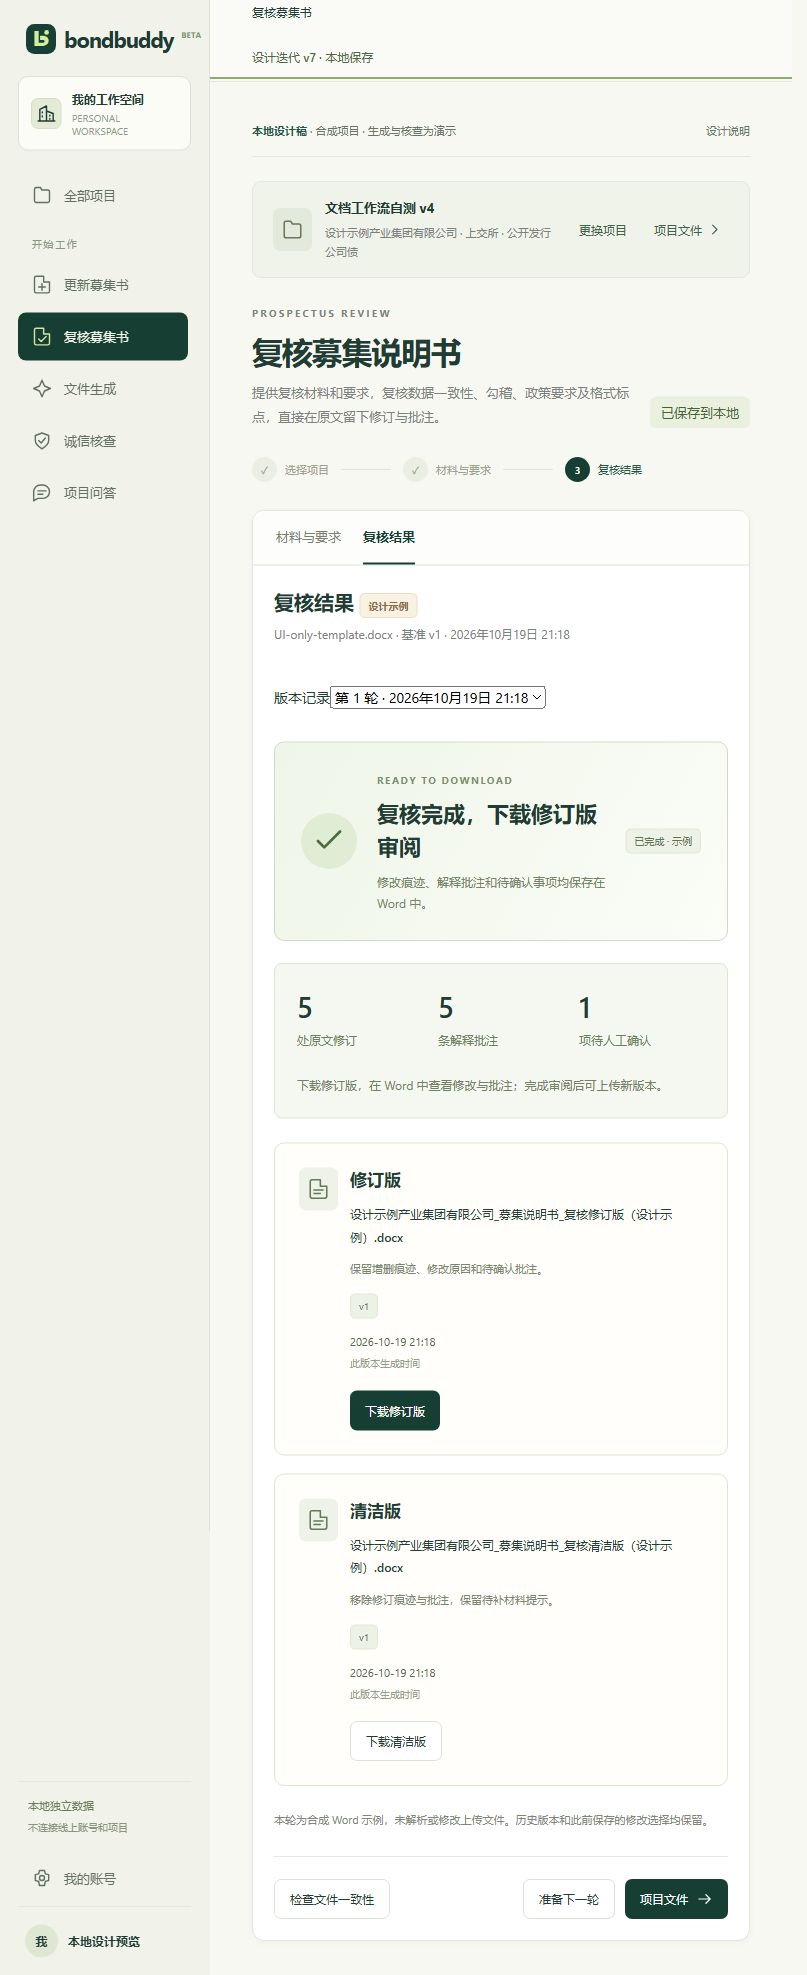 bondbuddy BETA
我的工作空间
PERSONAL
WORKSPACE
全部项目
开始工作
更新募集书
复核募集书
文件生成
诚信核查
项目问答
本地独立数据
不连接线上账号和项目
我的账号
我 本地设计预览
复核募集书
设计迭代 v7 · 本地保存
本地设计稿 · 合成项目 · 生成与核查为演示 设计说明
文档工作流自测 v4
设计示例产业集团有限公司 · 上交所 · 公开发行
公司债
更换项目 项目文件
PROSPECTUS REVIEW
复核募集说明书
提供复核材料和要求，复核数据一致性、勾稽、政策要求及格式标
点，直接在原文留下修订与批注。
已保存到本地
选择项目 材料与要求 3 复核结果
材料与要求 复核结果
复核结果 设计示例
UI-only-template.docx · 基准 v1 · 2026年10月19日 21:18
版本记录 第 1 轮 · 2026年10月19日 21:18
READY TO DOWNLOAD
复核完成，下载修订版
审阅
修改痕迹、解释批注和待确认事项均保存在
Word 中。
已完成 · 示例
5 5 1
处原文修订 条解释批注 项待人工确认
下载修订版，在 Word 中查看修改与批注；完成审阅后可上传新版本。
修订版
设计示例产业集团有限公司_募集说明书_复核修订版（设计示
例）.docx
保留增删痕迹、修改原因和待确认批注。
v1
2026-10-19 21:18
此版本生成时间
下载修订版
清洁版
设计示例产业集团有限公司_募集说明书_复核清洁版（设计示
例）.docx
移除修订痕迹与批注，保留待补材料提示。
v1
2026-10-19 21:18
此版本生成时间
下载清洁版
本轮为合成 Word 示例，未解析或修改上传文件。历史版本和此前保存的修改选择均保留。
检查文件一致性 准备下一轮 项目文件